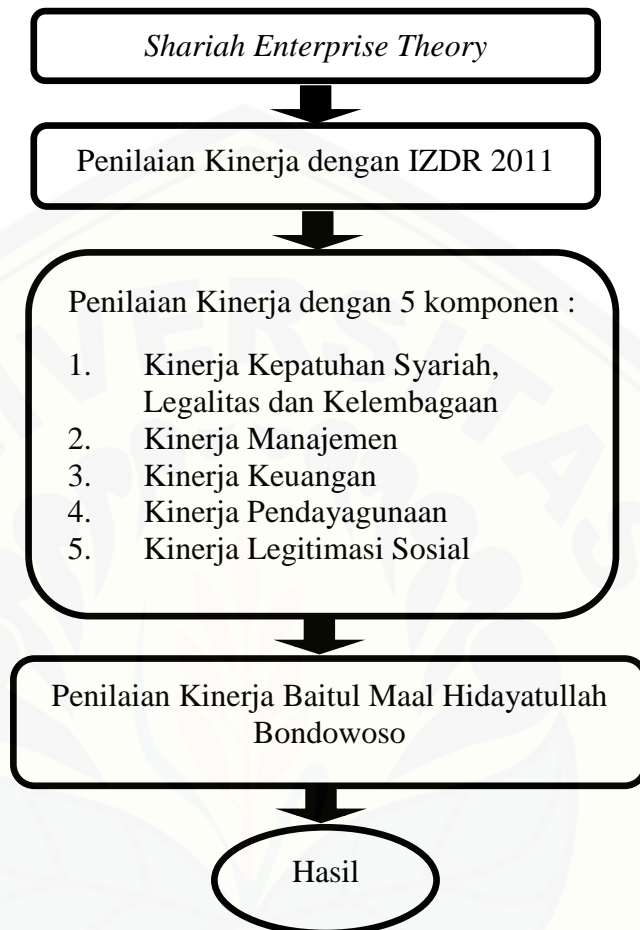 Shariah Enterprise Theory
Penilaian Kinerja dengan IZDR 2011
Penilaian Kinerja dengan 5 komponen :
1. Kinerja Kepatuhan Syariah,
Legalitas dan Kelembagaan
2. Kinerja Manajemen
3. Kinerja Keuangan
4. Kinerja Pendayagunaan
5. Kinerja Legitimasi Sosial
Penilaian Kinerja Baitul Maal Hidayatullah
Bondowoso
Hasil